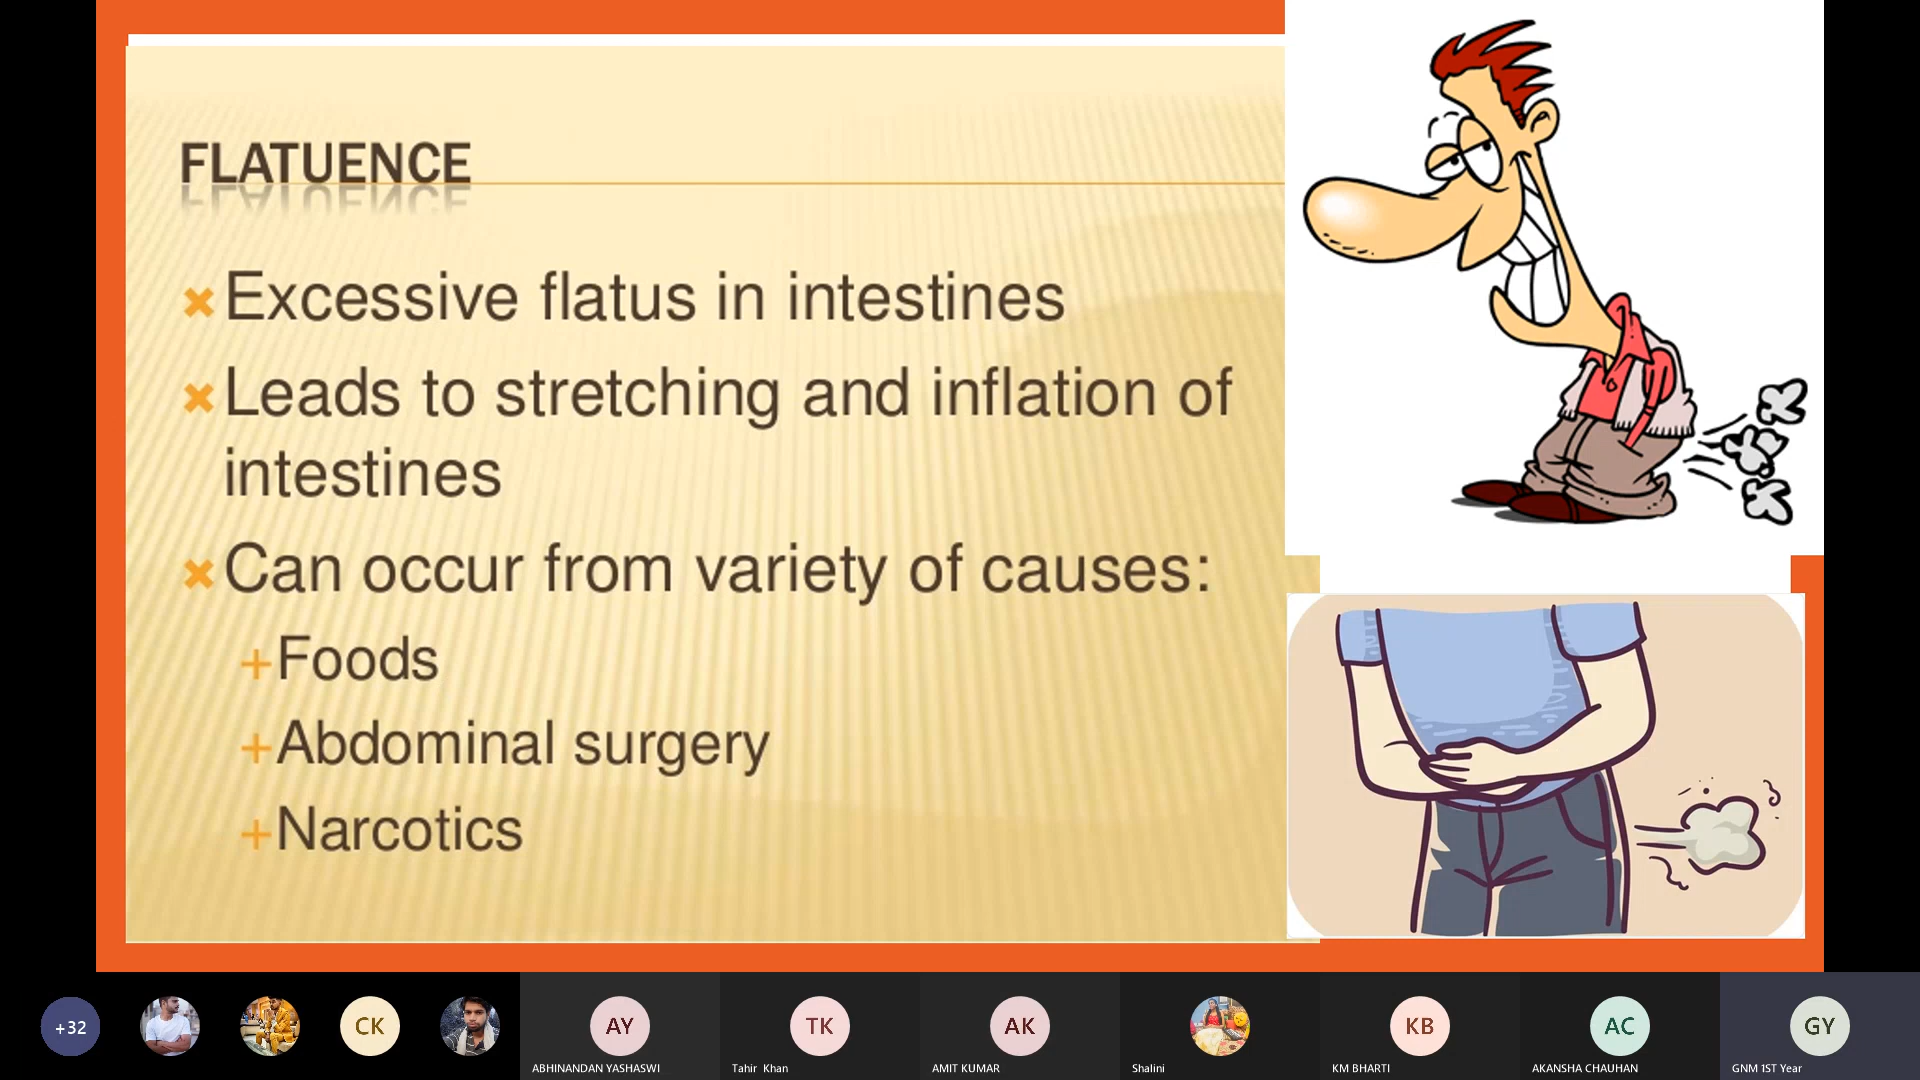 FLATUENCE
Excessive flatus in intestines
Leads to stretching and inflation of
intestines
Can occur from variety of causes:
+Foods
+Abdominal surgery
+Narcotics
+32
CK
AY
TK
AK
KB
AC
GY
ABHINANDAN YASHASWI
Tahir Khan
AMIT KUMAR
Shalini
KM BHARTI
AKANSHA CHAUHAN
GNM 1ST Year